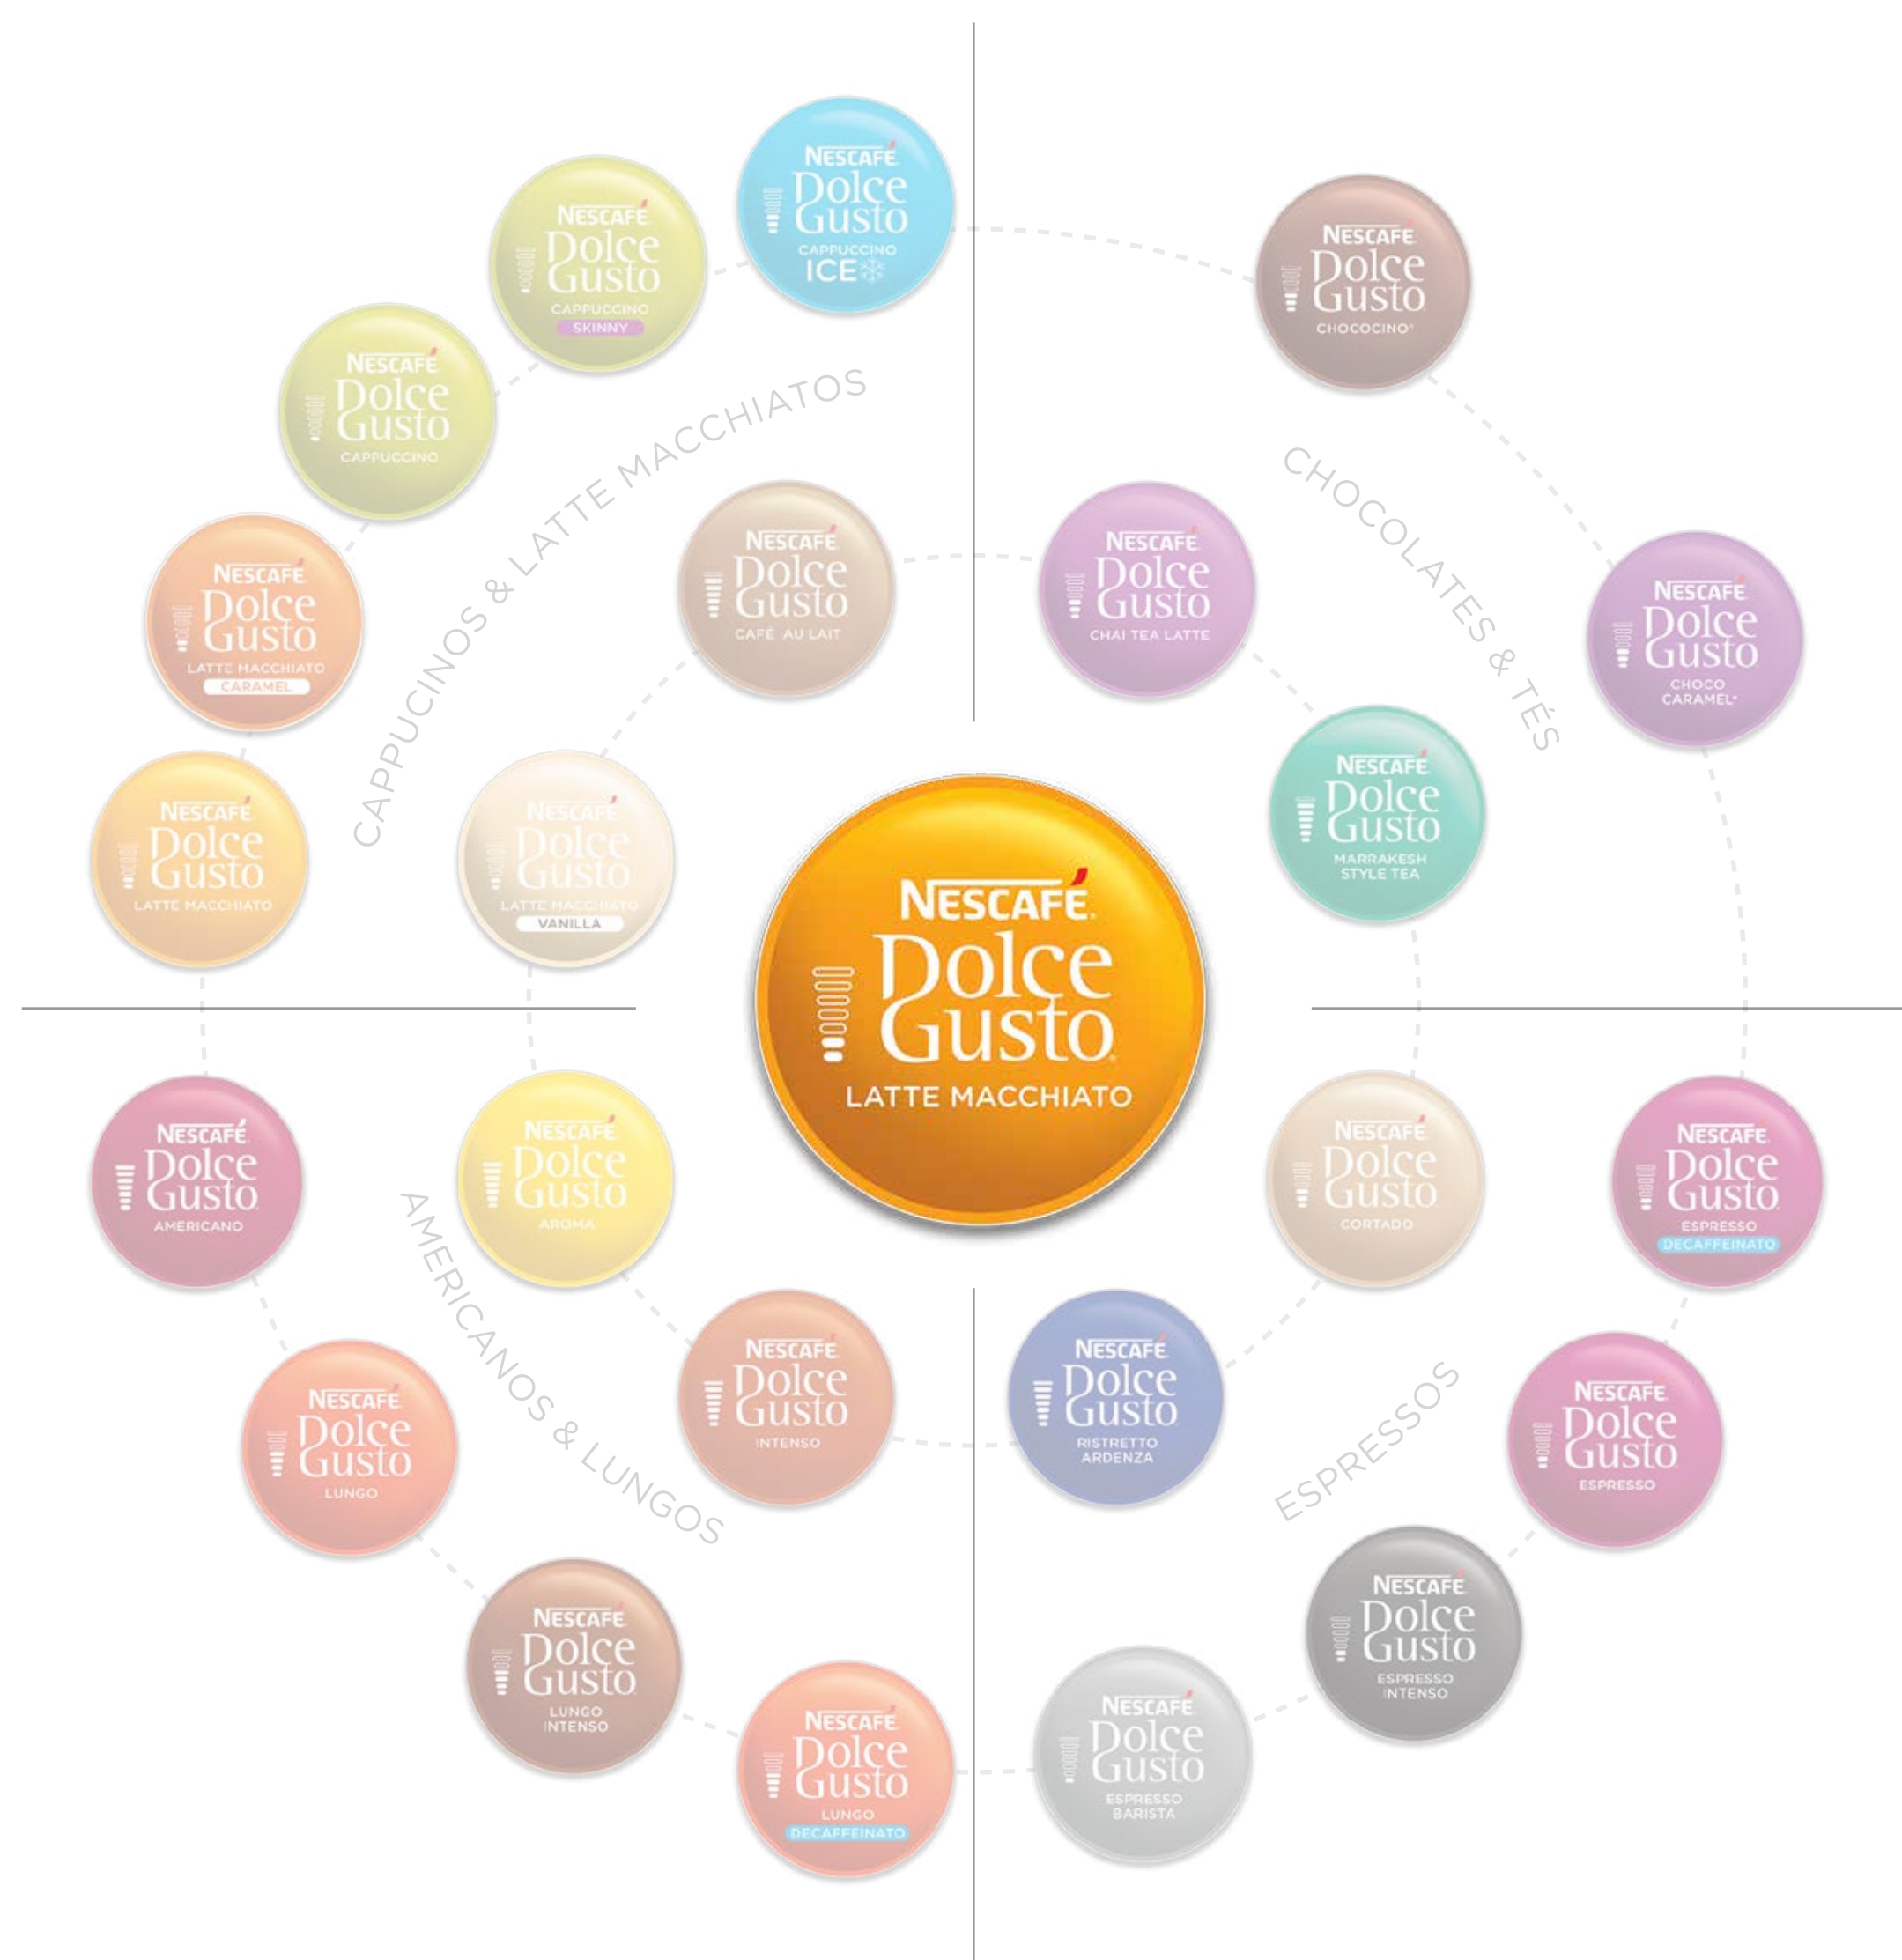 NESCAFÉ
Dolce
Gusto
CAPPUCCINO
ICE
NESCAFÉ
Dolce
Gusto
CAPPUCCINO
SKINNY
NESCAFÉ
Dolce
Gusto
CAPPUCCINO
NESCAFÉ
Dolce
Gusto
LATTE MACCHIATO
CARAMEL
NESCAFÉ
Dolce
Gusto
LATTE MACCHIATO
CAPPUCINOS & LATTE MACCHIATOS
NESCAFÉ
Dolce
Gusto
CAFÉ AU LAIT
NESCAFÉ
Dolce
Gusto
LATTE MACCHIATO
VANILLA
NESCAFÉ
Dolce
Gusto
CHOCOCINO*
CHOCOLATES & TÉS
NESCAFÉ
Dolce
Gusto
CHOCO
CARAMEL*
NESCAFÉ
Dolce
Gusto
CHAI TEA LATTE
NESCAFÉ
Dolce
Gusto
MARRAKESH
STYLE TEA
NESCAFÉ.
Dolce
Gusto®
LATTE MACCHIATO
NESCAFÉ
Dolce
Gusto
AMERICANO
NESCAFÉ
Dolce
Gusto
AROMA
AMERICANOS & LUNGOS
NESCAFÉ
Dolce
Gusto
LUNGO
NESCAFÉ
Dolce
Gusto
INTENSO
NESCAFÉ
Dolce
Gusto
LUNGO
INTENSO
NESCAFÉ
Dolce
Gusto
LUNGO
DECAFFEINATO
NESCAFÉ
Dolce
Gusto
CORTADO
NESCAFÉ
Dolce
Gusto
ESPRESSO
DECAFFEINATO
NESCAFÉ
Dolce
Gusto
RISTRETTO
ARDENZA
ESPRESSOS
NESCAFÉ
Dolce
Gusto
ESPRESSO
NESCAFÉ
Dolce
Gusto
ESPRESSO
INTENSO
NESCAFÉ
Dolce
Gusto
ESPRESSO
BARISTA